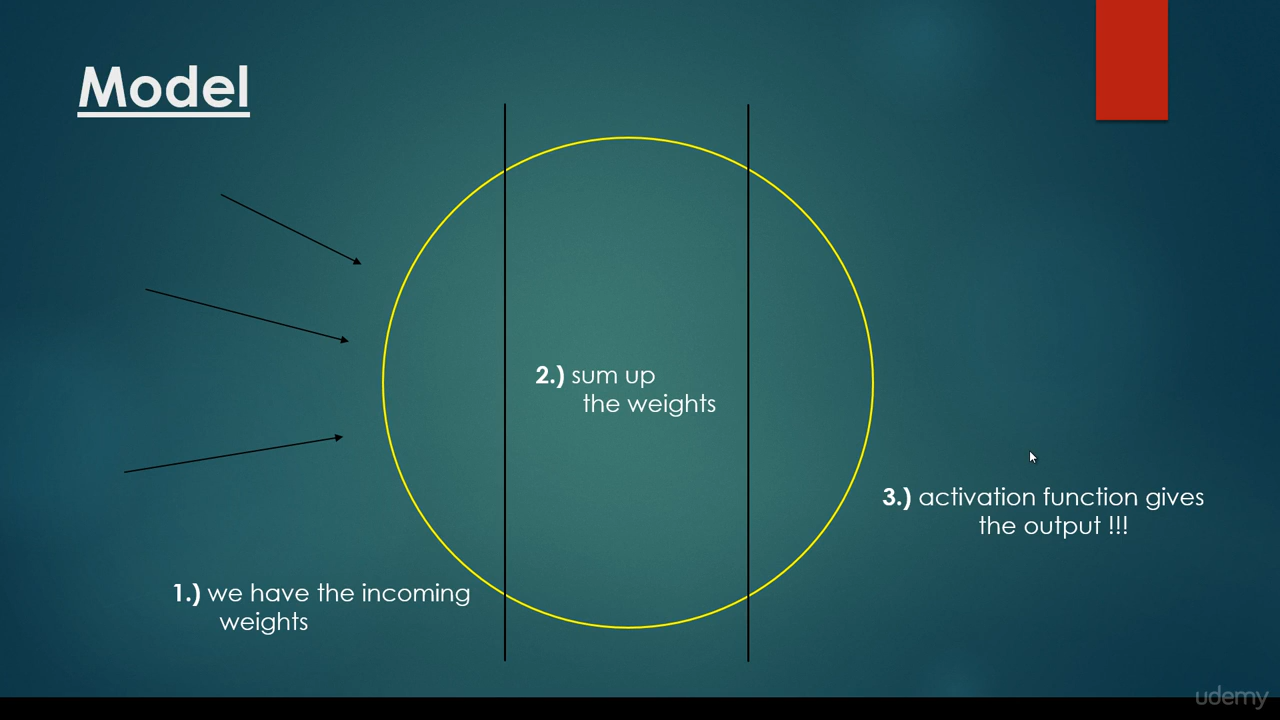 Model
2.) sum up
the weights
3.) activation function gives
the output !!!
1.) we have the incoming
weights
udemy